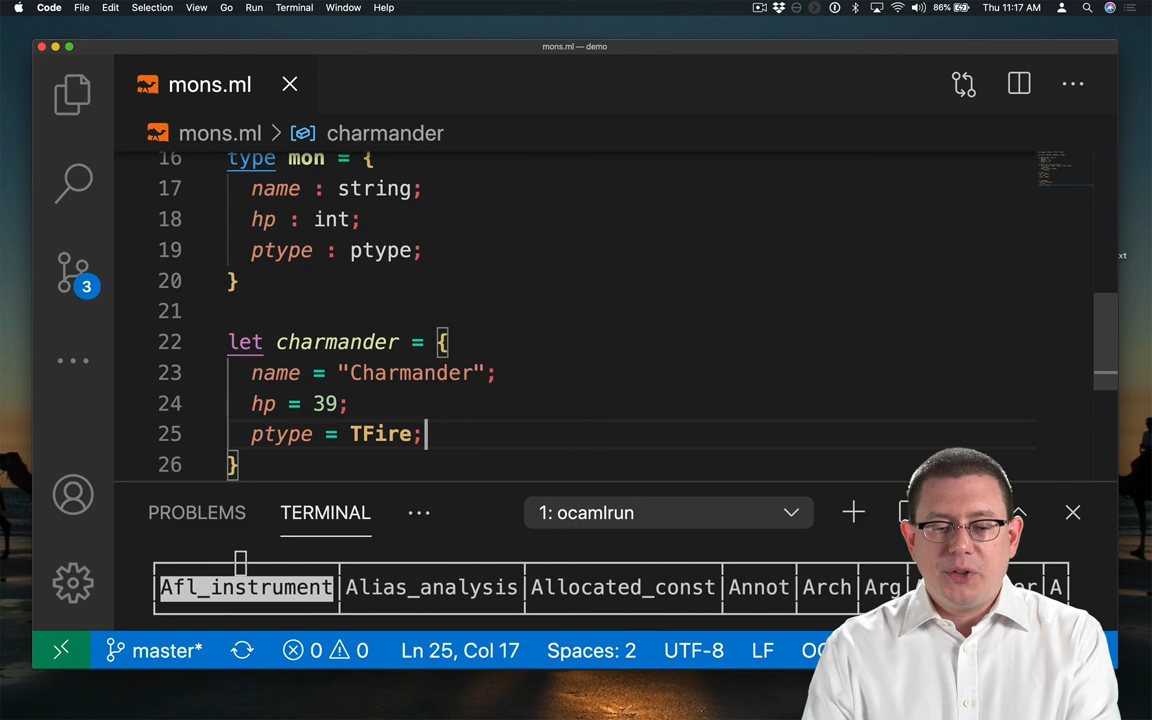 Code File Edit Selection View Go Run Terminal Window Help 86% Thu 11:17 AM
mons.ml — demo
mons.ml
mons.ml > charmander
16 type mon = {
17 name : string;
18 hp : int;
19 ptype : ptype;
20 }
21
22 let charmander = {
23 name = "Charmander";
24 hp = 39;
25 ptype = TFire;
26 }
xt
3
PROBLEMS TERMINAL 1: ocamlrun
Afl_instrument Alias_analysis Allocated_const Annot Arch Arg A
master* 0 0 Ln 25, Col 17 Spaces: 2 UTF-8 LF OC